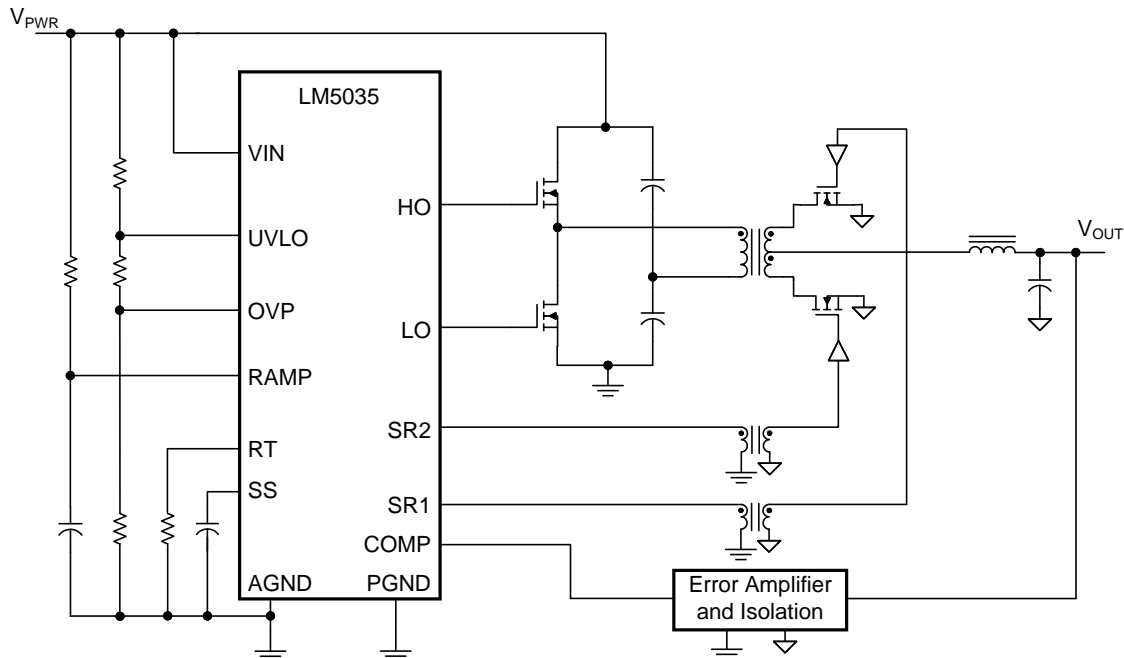 VPWR
LM5035
VIN
HO
UVLO
VOUT
OVP
LO
RAMP
SR2
RT
SS
SR1
COMP
AGND
PGND
Error Amplifier
and Isolation